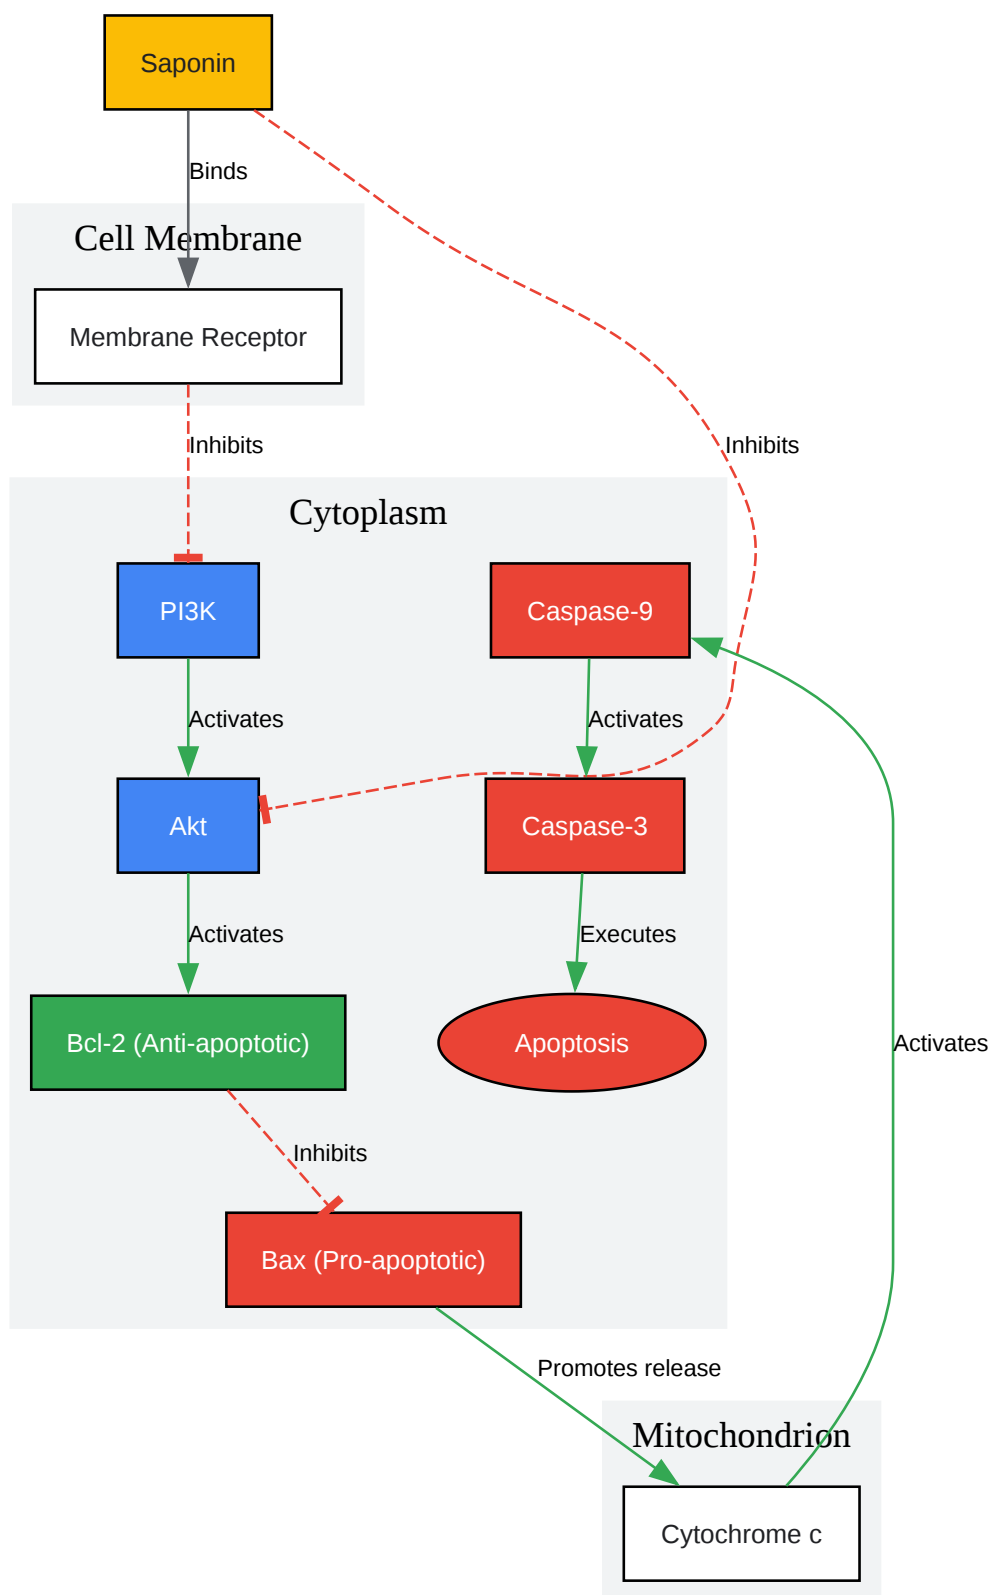 Saponin
Binds
Cell Membrane
Membrane Receptor
Inhibits
Inhibits
Cytoplasm
PI3K
Caspase-9
Activates
Activates
Akt
Caspase-3
Activates
Executes
Bcl-2 (Anti-apoptotic)
Apoptosis
Activates
Inhibits
Bax (Pro-apoptotic)
Promotes release
Mitochondrion
Cytochrome c